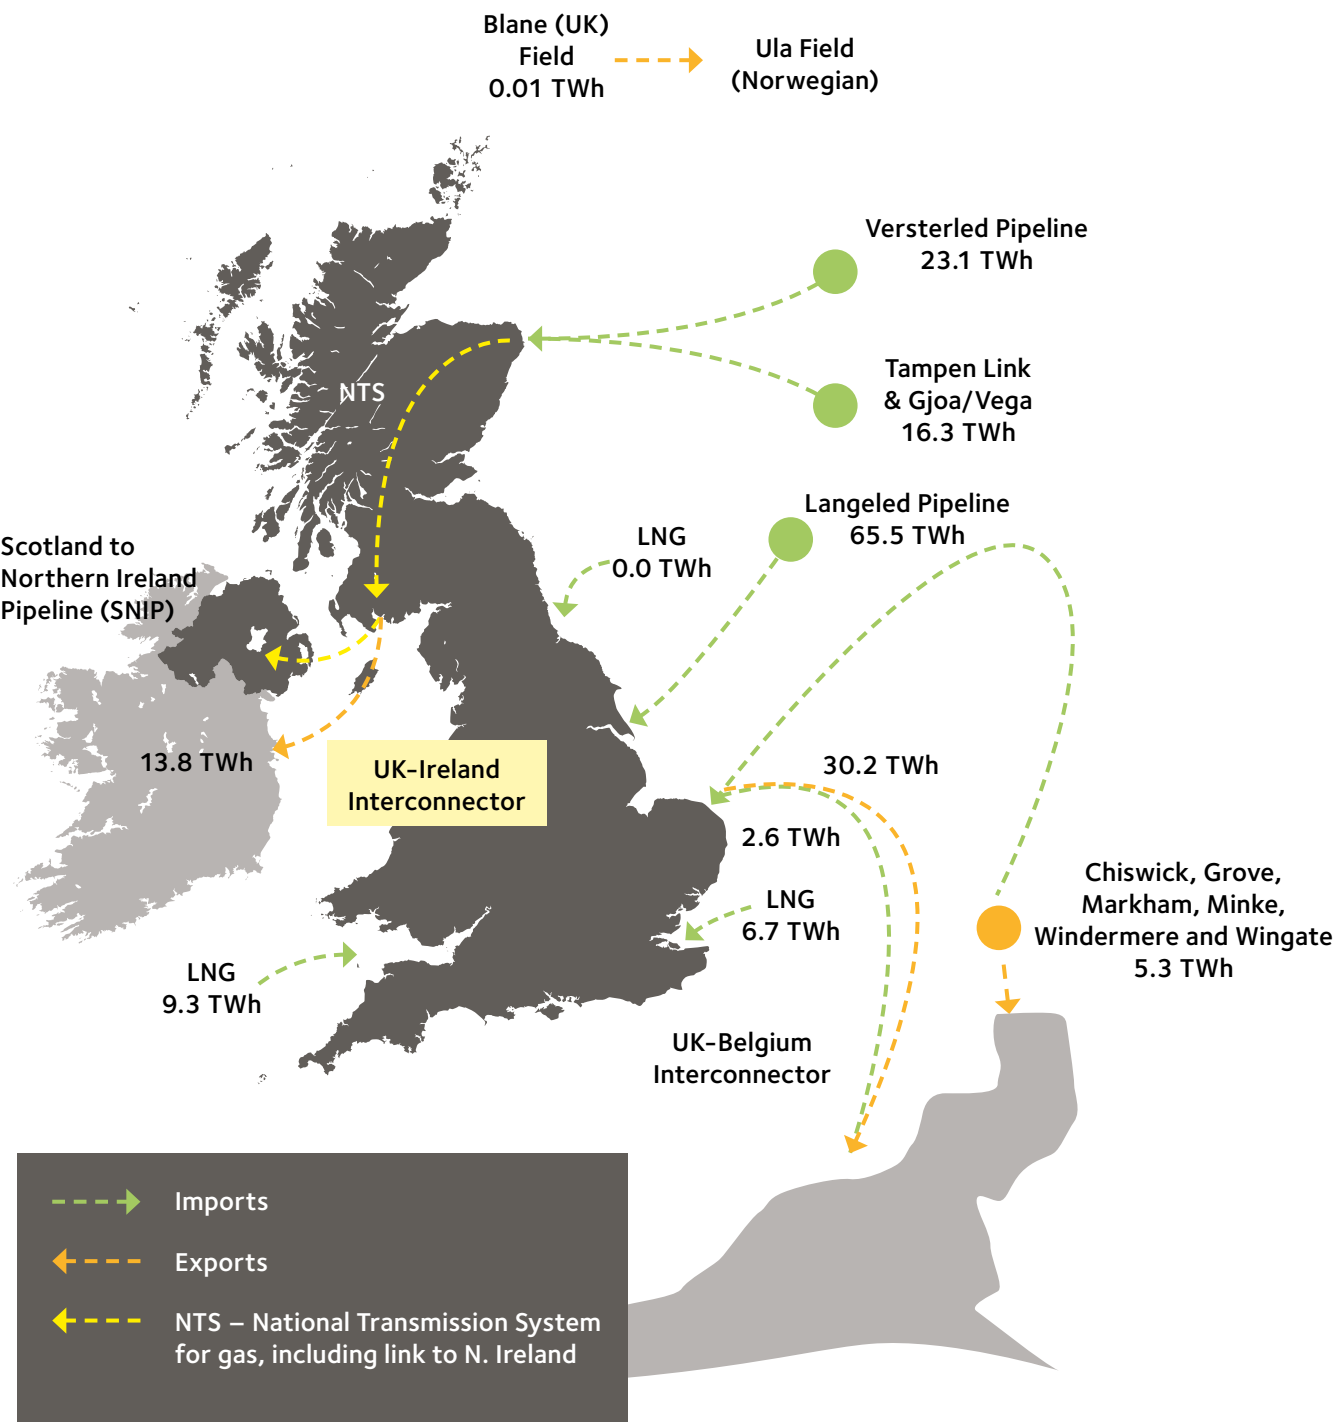 Blane (UK)
Field
0.01 TWh
Ula Field
(Norwegian)
Versterled Pipeline
23.1 TWh
NTS
Tampen Link
& Gjoa/Vega
16.3 TWh
Langeled Pipeline
65.5 TWh
LNG
0.0 TWh
Scotland to
Northern Ireland
Pipeline (SNIP)
13.8 TWh
UK-Ireland
Interconnector
30.2 TWh
2.6 TWh
LNG
6.7 TWh
Chiswick, Grove,
Markham, Minke,
Windermere and Wingate
5.3 TWh
LNG
9.3 TWh
UK-Belgium
Interconnector
Imports
Exports
NTS – National Transmission System
for gas, including link to N. Ireland